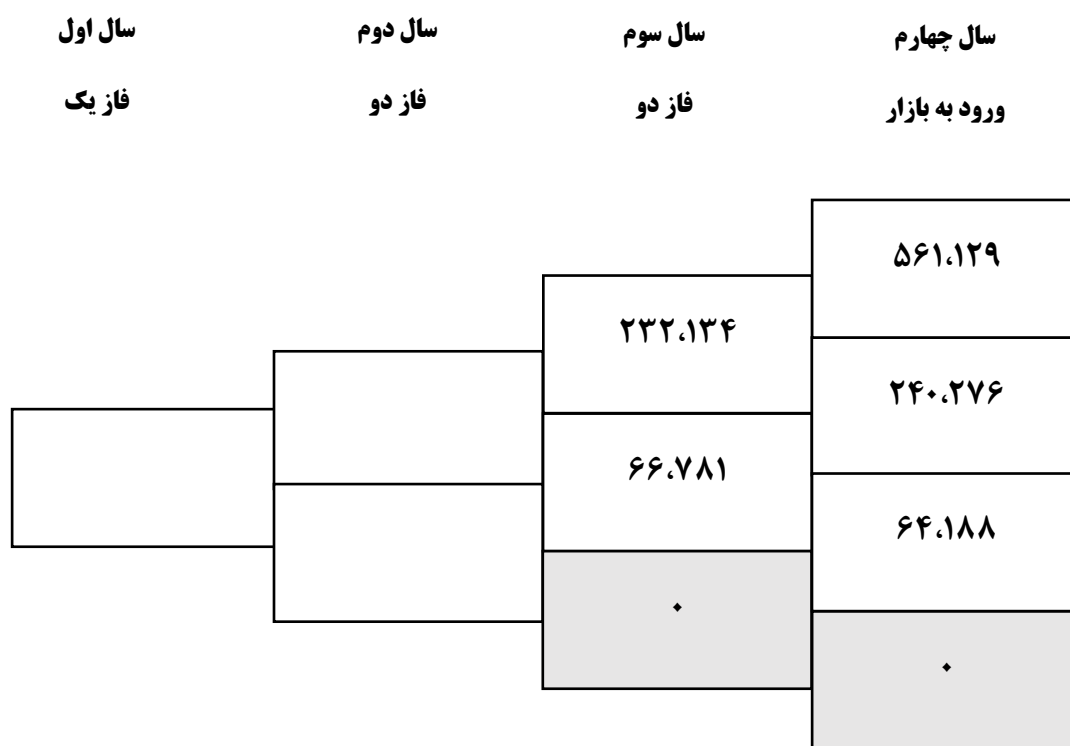 سال اول
سال دوم
سال سوم
سال چهارم
فاز یک
فاز دو
فاز دو
ورود به بازار
۵۶۱،۱۲۹
۲۳۲،۱۳۴
۲۴۰،۲۷۶
۶۶،۷۸۱
۶۴،۱۸۸
۰
۰